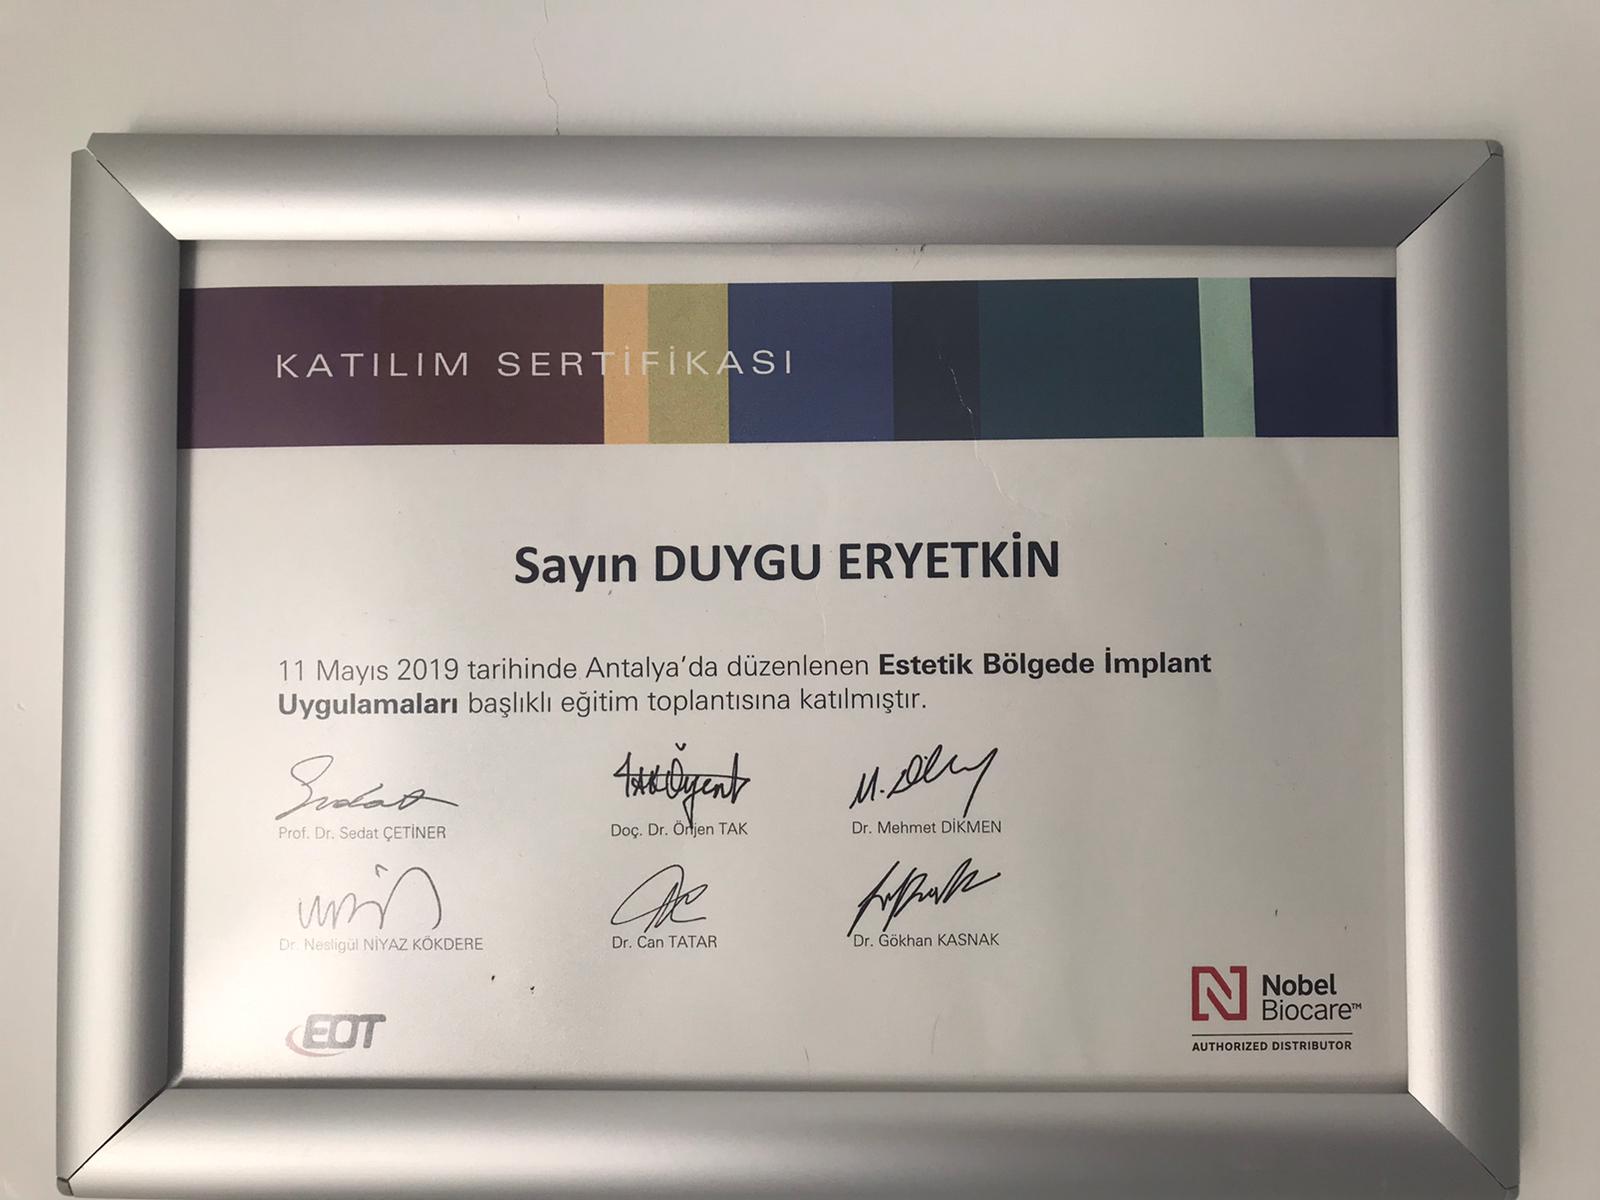 KATILIM SERTİFİKASI
Sayın DUYGU ERYETKİN
11 Mayıs 2019 tarihinde Antalya'da düzenlenen Estetik Bölgede İmplant
Uygulamaları başlıklı eğitim toplantısına katılmıştır.
Prof. Dr. Sedat ÇETİNER
Doç. Dr. Önjen TAK
Dr. Mehmet DİKMEN
Dr. Nesligül NİYAZ KÖKDERE
Dr. Can TATAR
Dr. Gökhan KASNAK
EOT
Nobel
Biocare™
AUTHORIZED DISTRIBUTOR